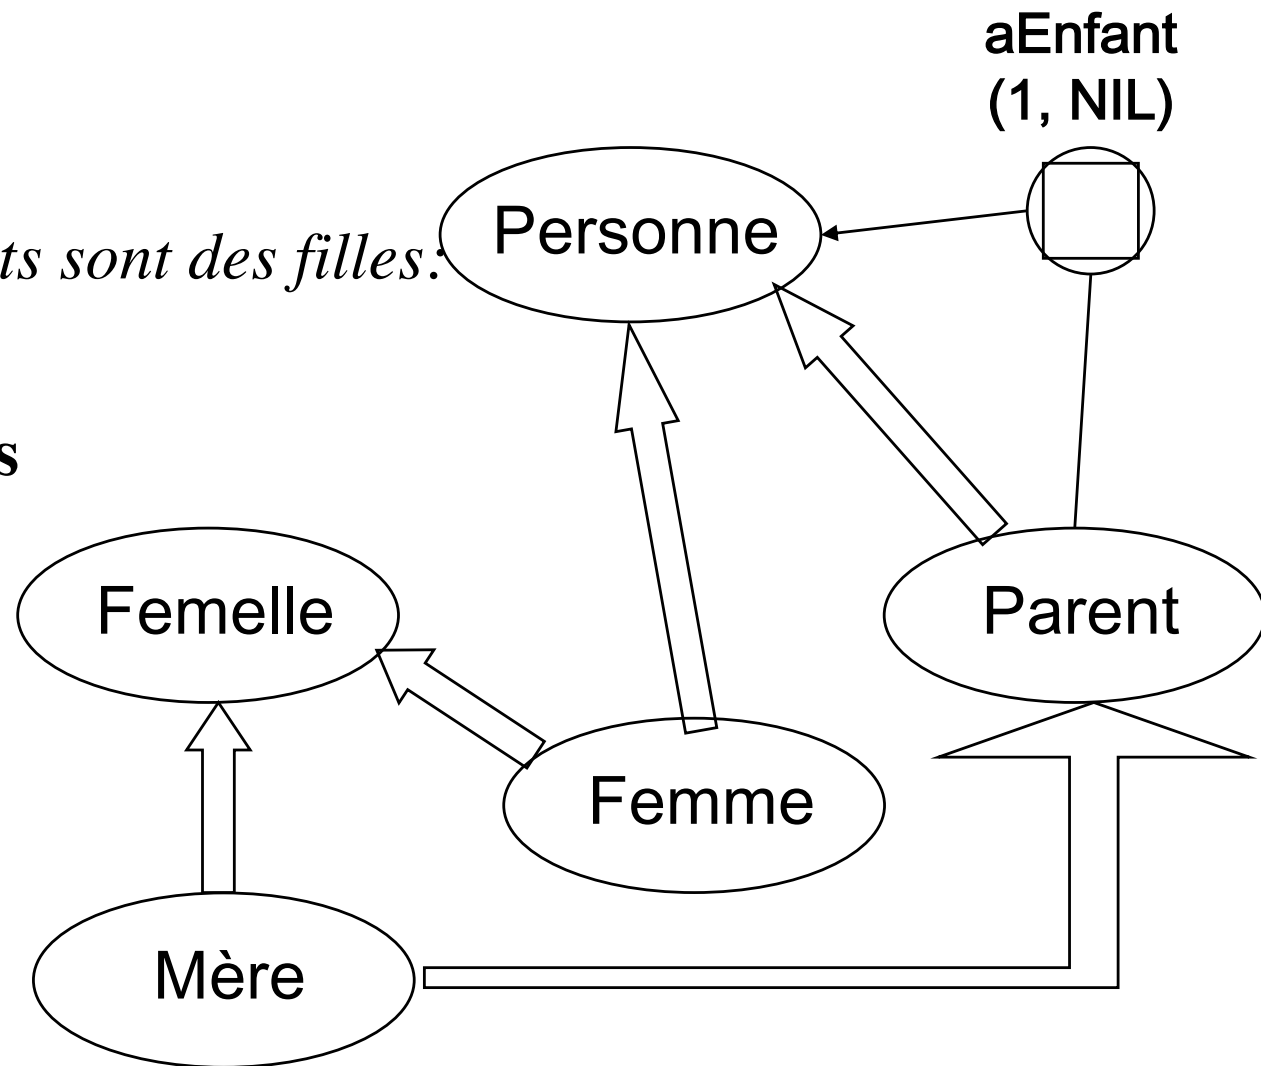 aEnfant
(1, NIL)
Personne
ts sont des filles:
s
Femelle
Parent
Femme
Mère